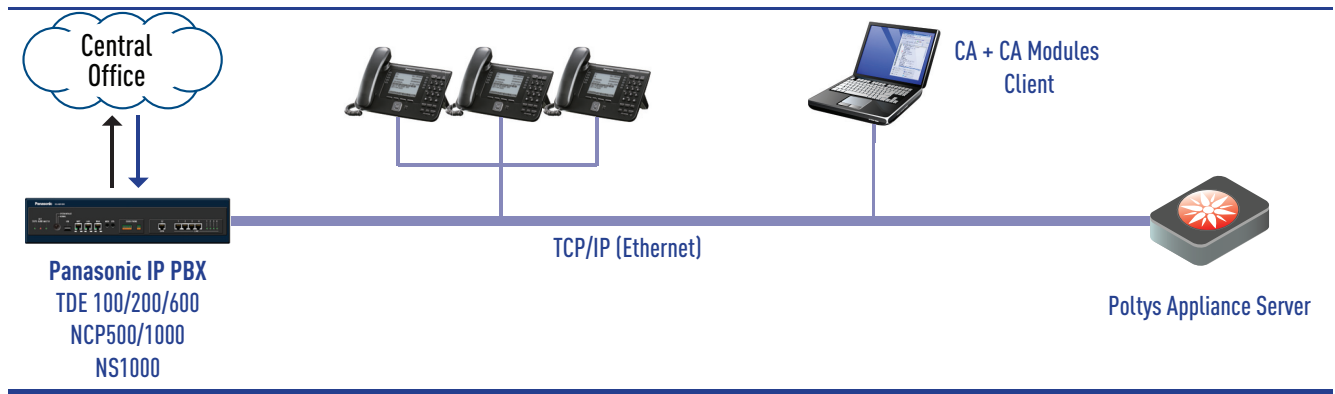 Central
Office
CA + CA Modules
Client
Panasonic
TCP/IP (Ethernet)
Panasonic IP PBX
TDE 100/200/600
NCP500/1000
NS1000
Poltys Appliance Server